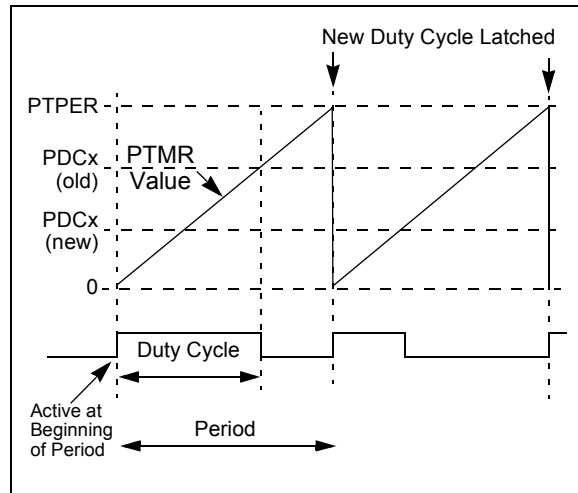 New Duty Cycle Latched
PTPER
PDCx
(old)
PTMR
Value
PDCx
(new)
0
Duty Cycle
Active at
Beginning
of Period
Period